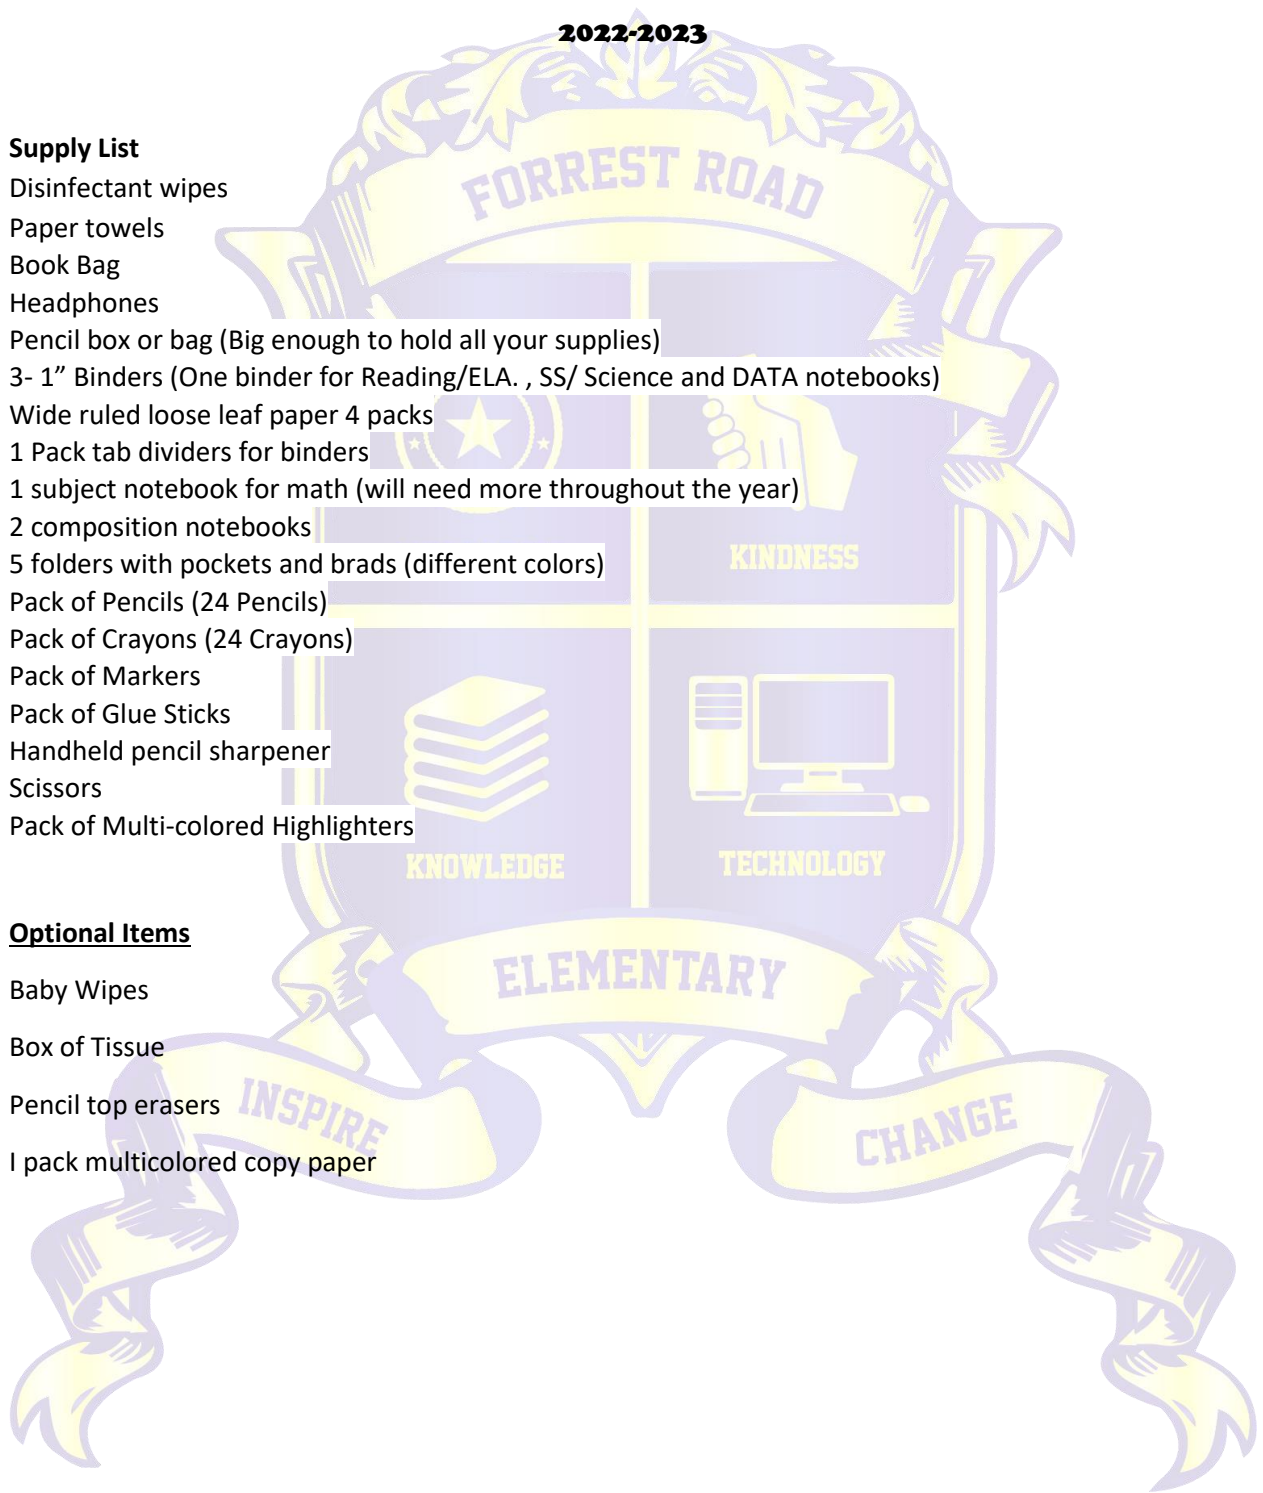 2022-2023
FORREST ROAD
Supply List
Disinfectant wipes
Paper towels
Book Bag
Headphones
Pencil box or bag (Big enough to hold all your supplies)
3- 1” Binders (One binder for Reading/ELA. , SS/ Science and DATA notebooks)
Wide ruled loose leaf paper 4 packs
1 Pack tab dividers for binders
1 subject notebook for math (will need more throughout the year)
2 composition notebooks
5 folders with pockets and brads (different colors)
KINDNESS
Pack of Pencils (24 Pencils)
Pack of Crayons (24 Crayons)
Pack of Markers
Pack of Glue Sticks
Handheld pencil sharpener
Scissors
Pack of Multi-colored Highlighters
KNOWLEDGE
TECHNOLOGY
Optional Items
ELEMENTARY
Baby Wipes
Box of Tissue
Pencil top erasers
INSPIRE
CHANGE
I pack multicolored copy paper